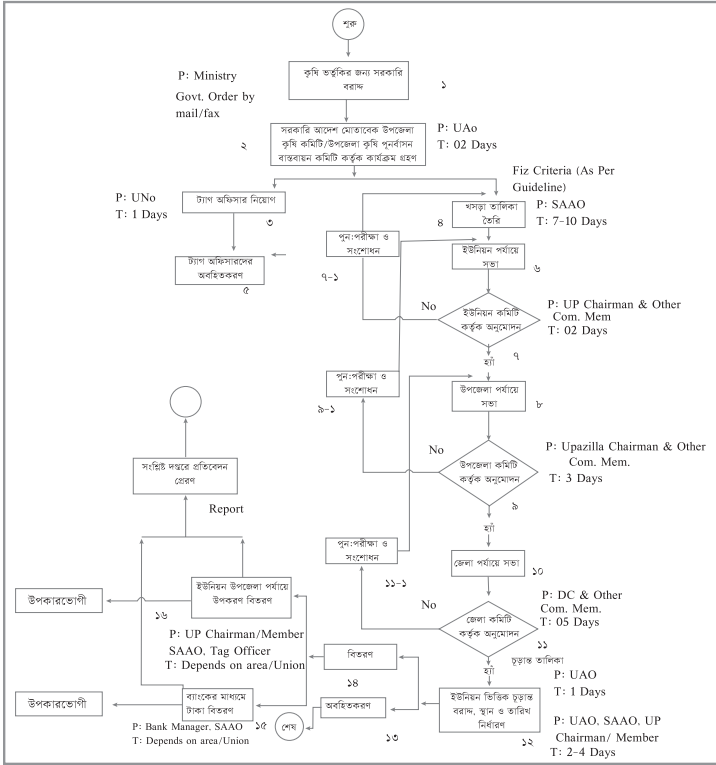 শুরু
P: Ministry
Govt. Order by
mail/fax
কৃষি ভর্তুকির জন্য সরকারি
বরাদ্দ
১
২
সরকারি আদেশ মোতাবেক উপজেলা
কৃষি কমিটি/উপজেলা কৃষি পূনর্বাসন
বাস্তবায়ন কমিটি কর্তৃক কার্যক্রম গ্রহণ
P: UAo
T: 02 Days
Fiz Criteria (As Per
Guideline)
P: UNo
T: 1 Days
ট্যাগ অফিসার নিয়োগ
৩
খসড়া তালিকা
তৈরি
৪
P: SAAO
T: 7-10 Days
ট্যাগ অফিসারদের
অবহিতকরণ
৫
পুন:পরীক্ষা ও
সংশোধন
৭-১
ইউনিয়ন পর্যায়ে
সভা
৬
No
ইউনিয়ন কমিটি
কর্তৃক অনুমোদন
P: UP Chairman & Other
Com. Mem
T: 02 Days
৭
হ্যাঁ
পুন:পরীক্ষা ও
সংশোধন
৯-১
উপজেলা পর্যায়ে
সভা
৮
No
উপজেলা কমিটি
কর্তৃক অনুমোদন
P: Upazilla Chairman & Other
Com. Mem.
T: 3 Days
৯
হ্যাঁ
সংশ্লিষ্ট দপ্তরে প্রতিবেদন
প্রেরণ
Report
পুন:পরীক্ষা ও
সংশোধন
১১-১
জেলা পর্যায়ে সভা
১০
No
জেলা কমিটি
কর্তৃক অনুমোদন
P: DC & Other
Com. Mem.
T: 05 Days
১১
হ্যাঁ
চূড়ান্ত তালিকা
উপকারভোগী
ইউনিয়ন উপজেলা পর্যায়ে
উপকরণ বিতরণ
১৬
P: UP Chairman/Member
SAAO. Tag Officer
T: Depends on area/Union
বিতরণ
১৪
P: UAO
T: 1 Days
উপকারভোগী
ব্যাংকের মাধ্যমে
টাকা বিতরণ
১৫
P: Bank Manager. SAAO
T: Depends on area/Union
শেষ
অবহিতকরণ
১৩
ইউনিয়ন ভিত্তিক চূড়ান্ত
বরাদ্দ, স্থান ও তারিখ
নির্ধারণ
১২
P: UAO. SAAO. UP
Chairman/ Member
T: 2-4 Days